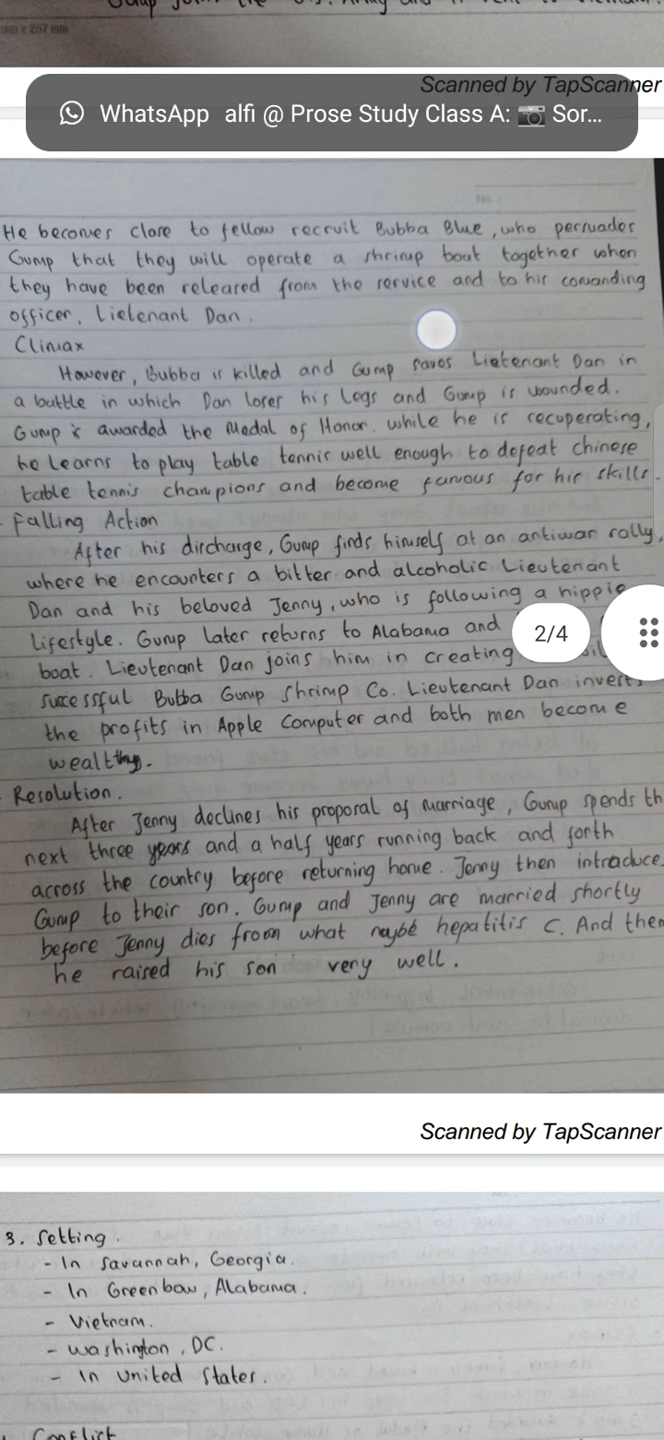 Scanned by TapScanner
WhatsApp alfi @ Prose Study Class A: 📷 Sor...
No:
He becomes close to fellow recruit Bubba Blue, who persuades
Gump that they will operate a shrimp boat together when
they have been released from the service and to his comanding
officer, Lietenant Dan.
Climax
However, Bubba is killed and Gump saves Lietenant Dan in
a battle in which Dan loses his legs and Gump is wounded.
Gump is awarded the Medal of Honor. while he is recuperating,
he learns to play table tennis well enough to defeat chinese
table tennis champions and become famous for his skills.
- Falling Action
After his discharge, Gump finds himself at an antiwar rally,
where he encounters a bitter and alcoholic Lieutenant
Dan and his beloved Jenny, who is following a hippie
lifestyle. Gump later returns to Alabama and
2/4
boat. Lieutenant Dan joins him in creating
successful Bubba Gump Shrimp Co. Lieutenant Dan invests
the profits in Apple Computer and both men become
wealthy.
- Resolution.
After Jenny declines his proposal of marriage, Gump spends th
next three years and a half years running back and forth
across the country before returning home. Jenny then introduce
Gump to their son. Gump and Jenny are married shortly
before Jenny dies from what maybe hepatitis C. And then
he raised his son very well.
Scanned by TapScanner
3. Setting.
- In Savannah, Georgia.
- In Greenbow, Alabama.
- Vietnam.
- Washington, DC.
- In United States.
Conflict